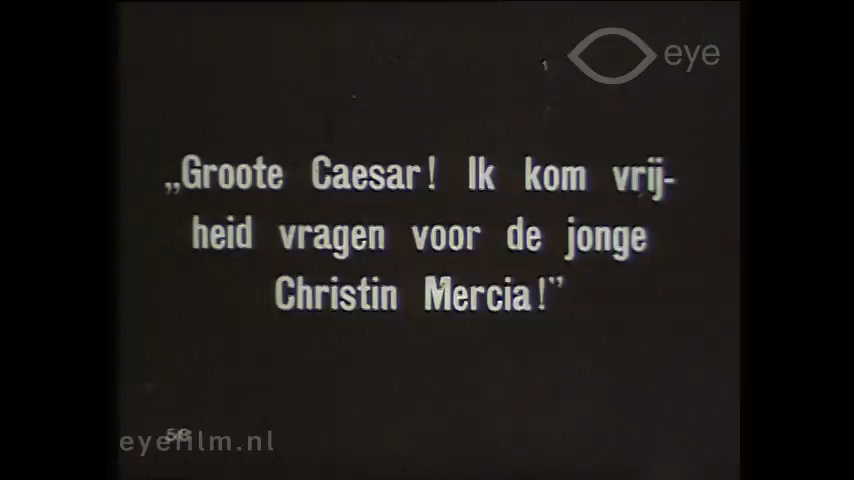 eye
„Groote Caesar! Ik kom vrij-
heid vragen voor de jonge
Christin Mercia!”
eyefilm.nl